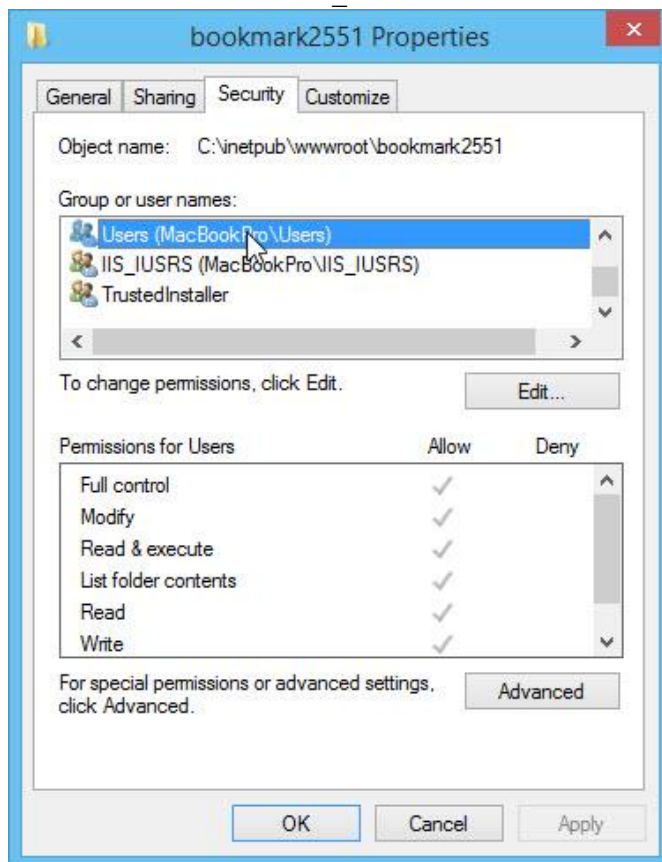 bookmark2551 Properties
General Sharing Security Customize
Object name: C:\inetpub\wwwroot\bookmark2551
Group or user names:
Users (MacBookPro\Users)
IIS_IUSRS (MacBookPro\IIS_IUSRS)
TrustedInstaller
To change permissions, click Edit.
Edit...
Permissions for Users Allow Deny
Full control
Modify
Read & execute
List folder contents
Read
Write
For special permissions or advanced settings,
click Advanced.
Advanced
OK Cancel Apply